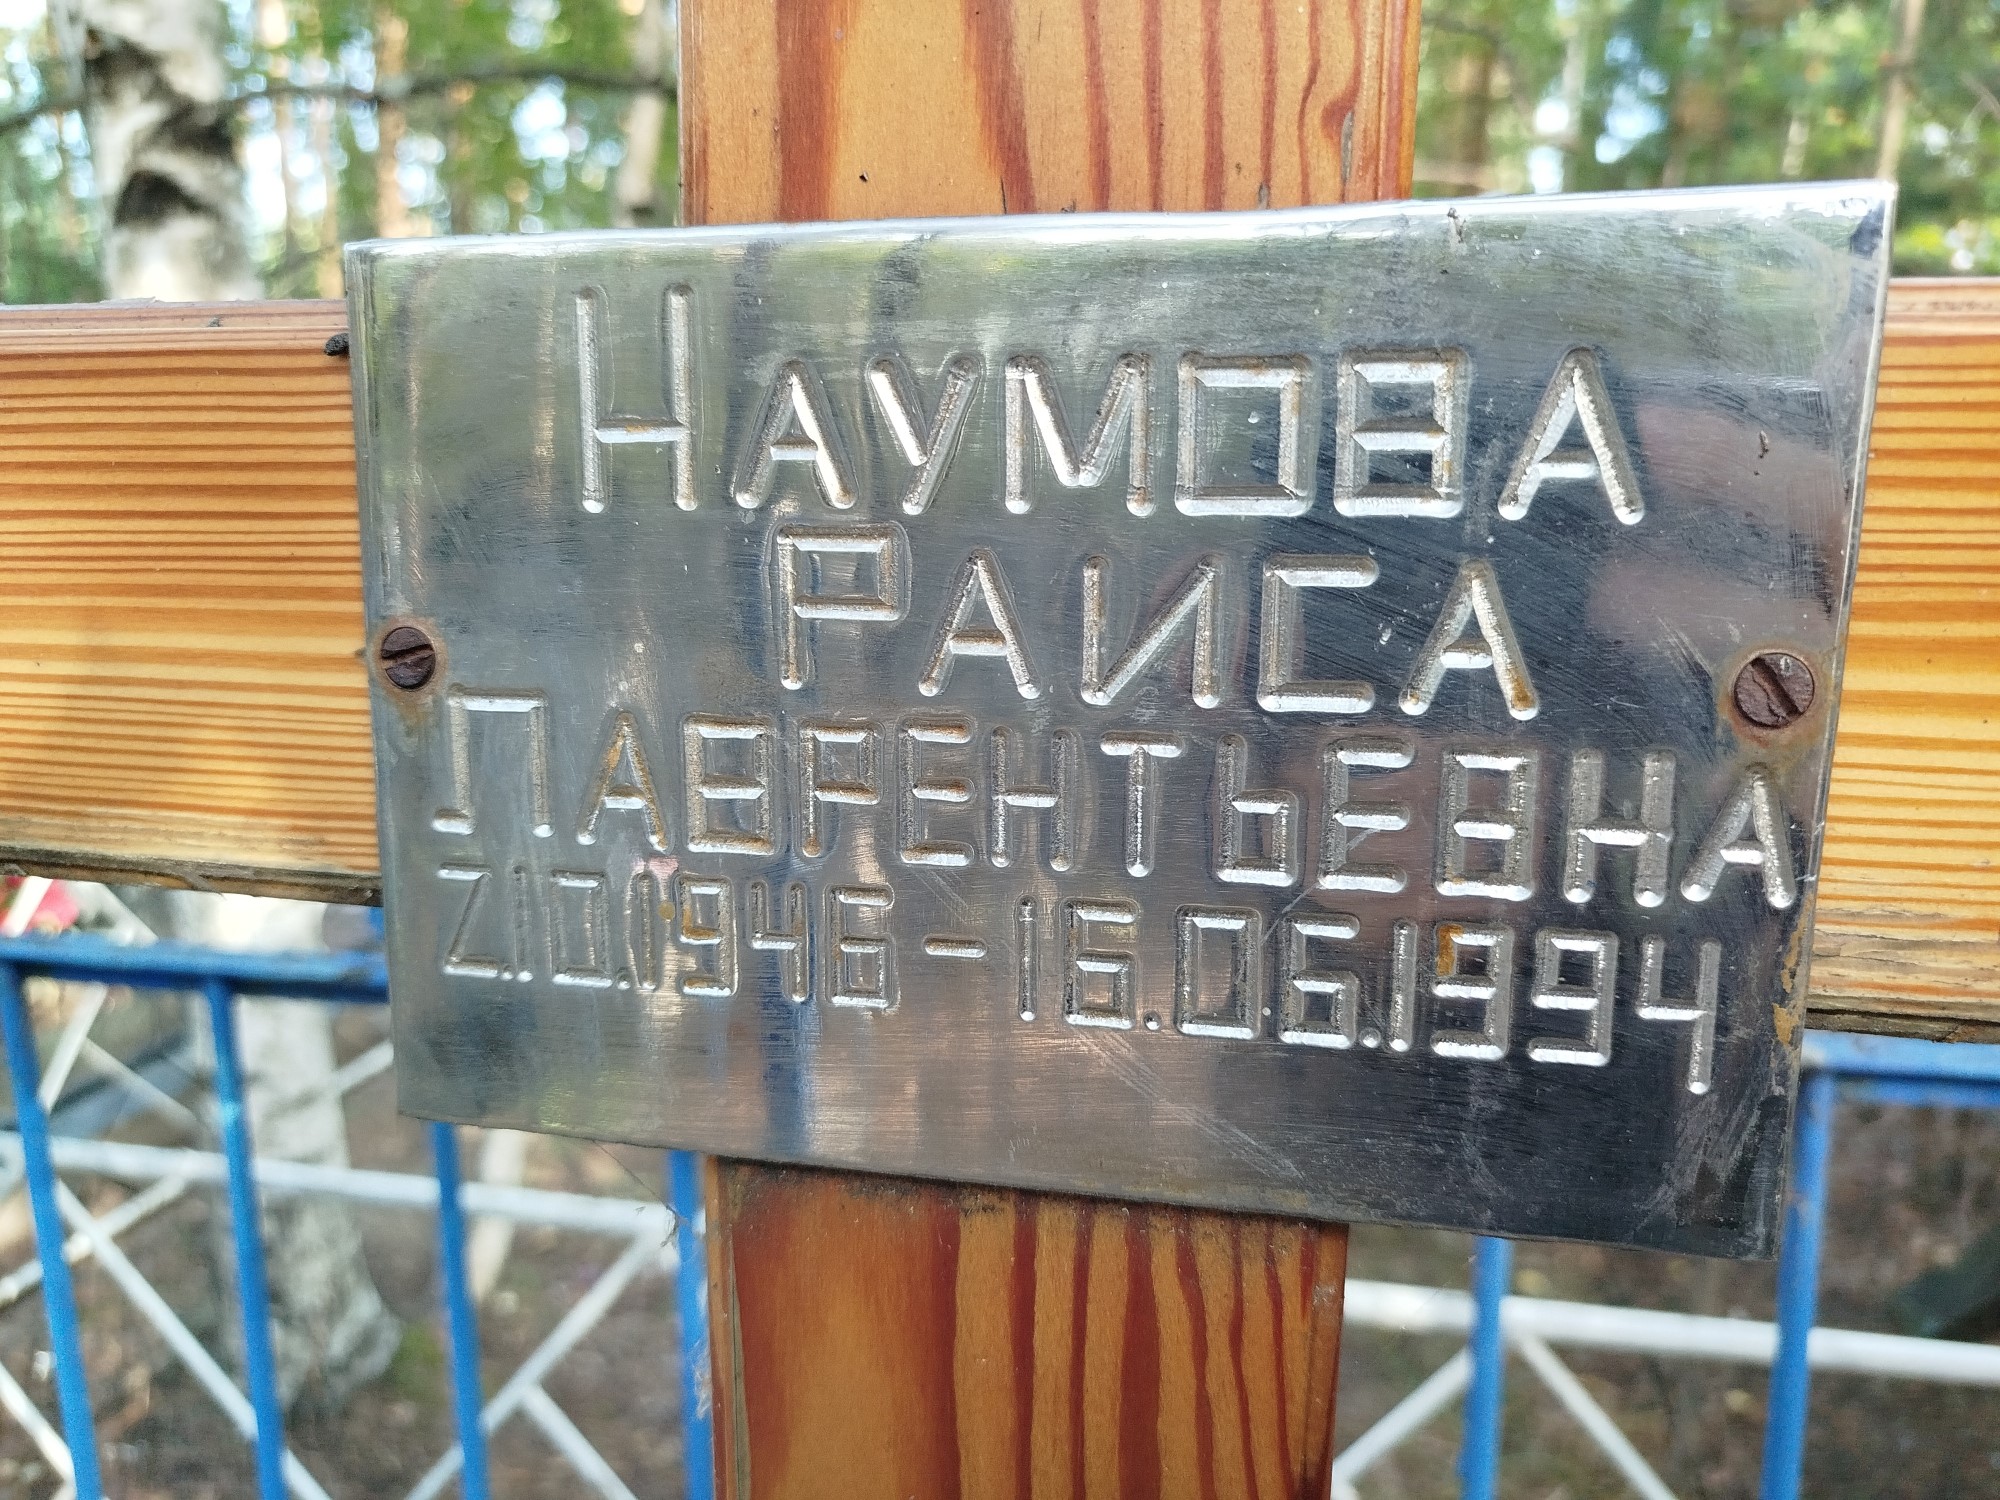 НАУМОВА
РАИСА
ЛАВРЕНТЬЕВНА
2.10.1946 – 16.06.1994